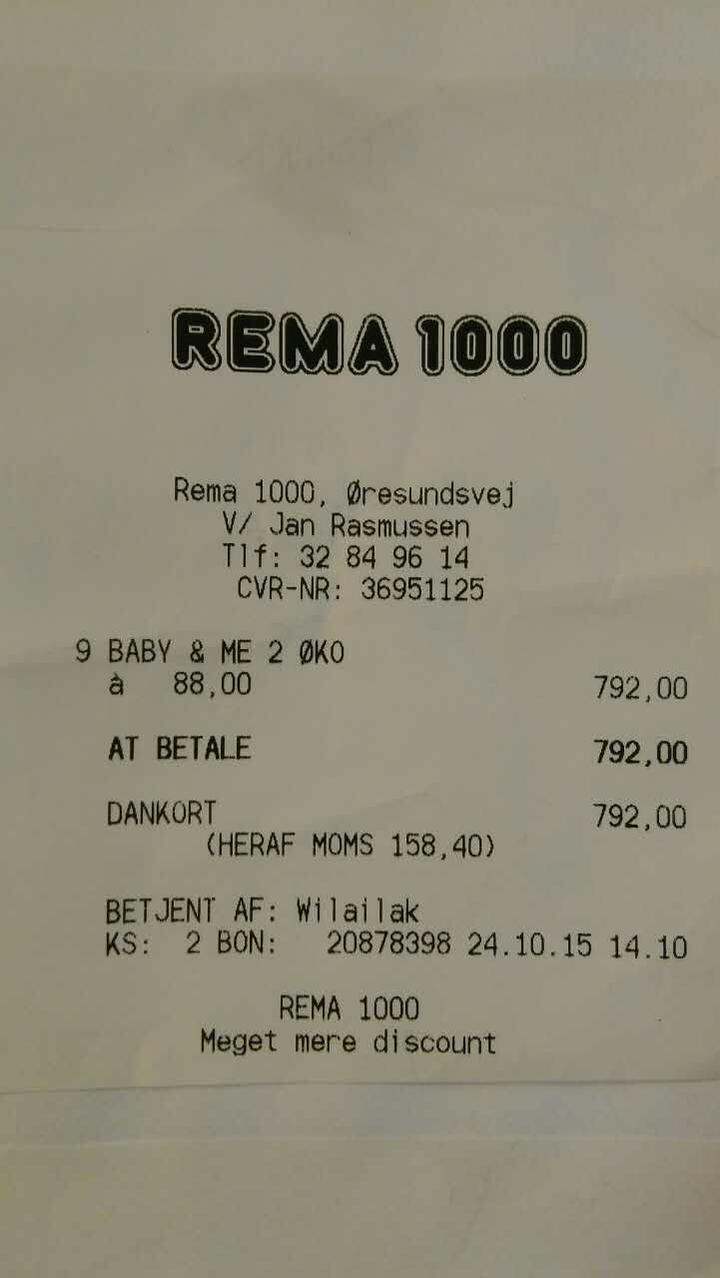 REMA 1000
Rema 1000, Øresundsvej
V/ Jan Rasmussen
Tlf: 32 84 96 14
CVR-NR: 36951125
9 BABY & ME 2 ØKO
à 88,00 792,00
AT BETALE 792,00
DANKORT 792,00
(HERAF MOMS 158,40)
BETJENT AF: Wilailak
KS: 2 BON: 20878398 24.10.15 14.10
REMA 1000
Meget mere discount